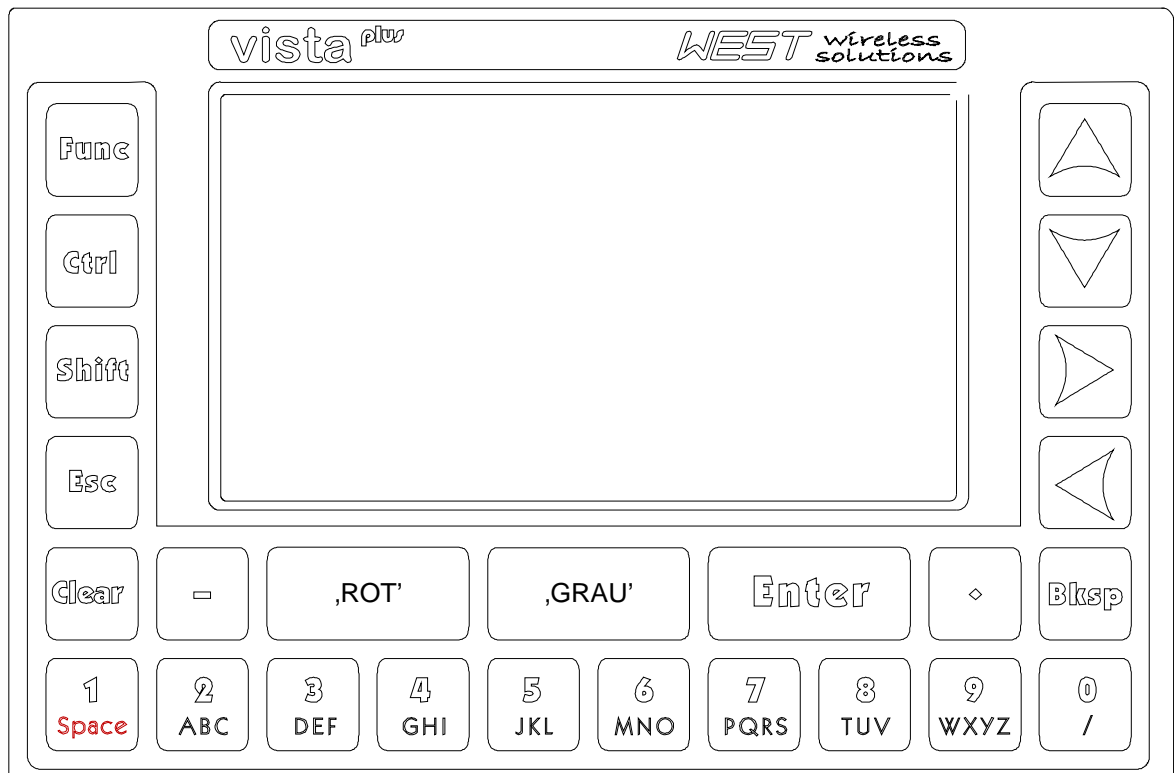 vista plus WEST wireless solutions
Func
Ctrl
Shift
Esc
Clear - ‚ROT’ ‚GRAU’ Enter Bksp
1 2 3 4 5 6 7 8 9 0
Space ABC DEF GHI JKL MNO PQRS TUV WXYZ /